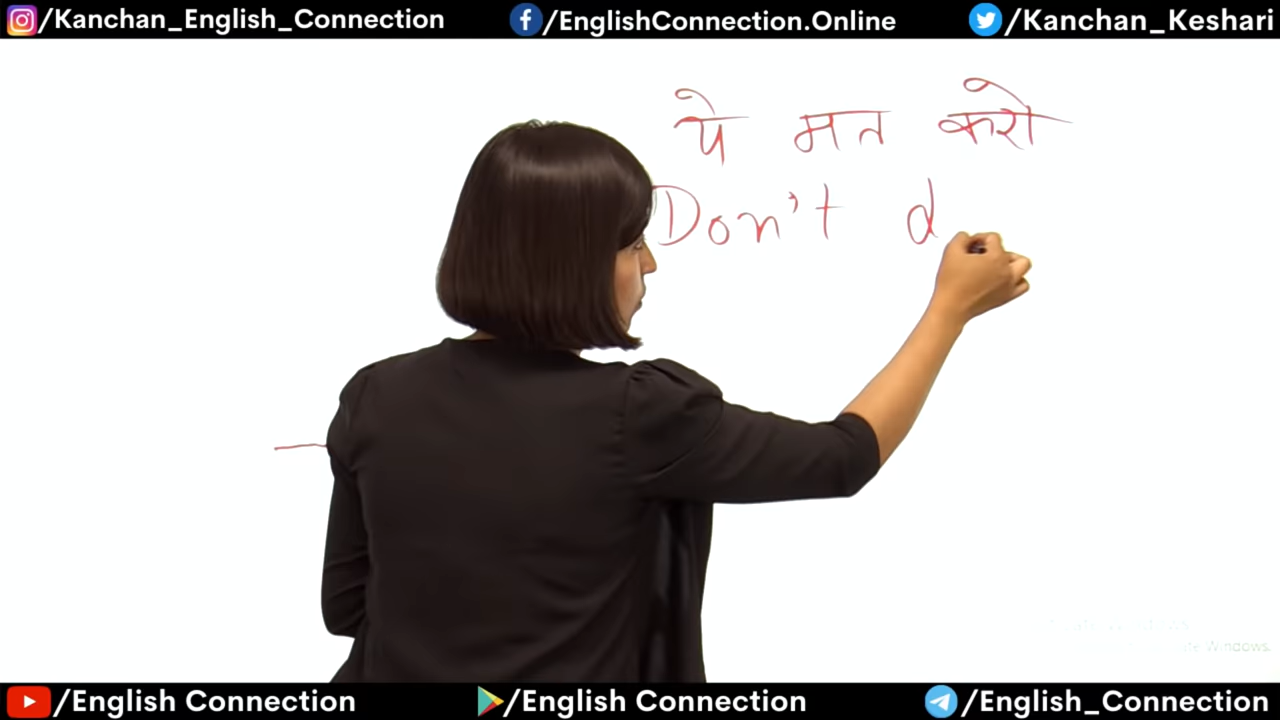 /Kanchan_English_Connection /EnglishConnection.Online /Kanchan_Keshari
ये मत करो
Don't d
/English Connection /English Connection /English_Connection